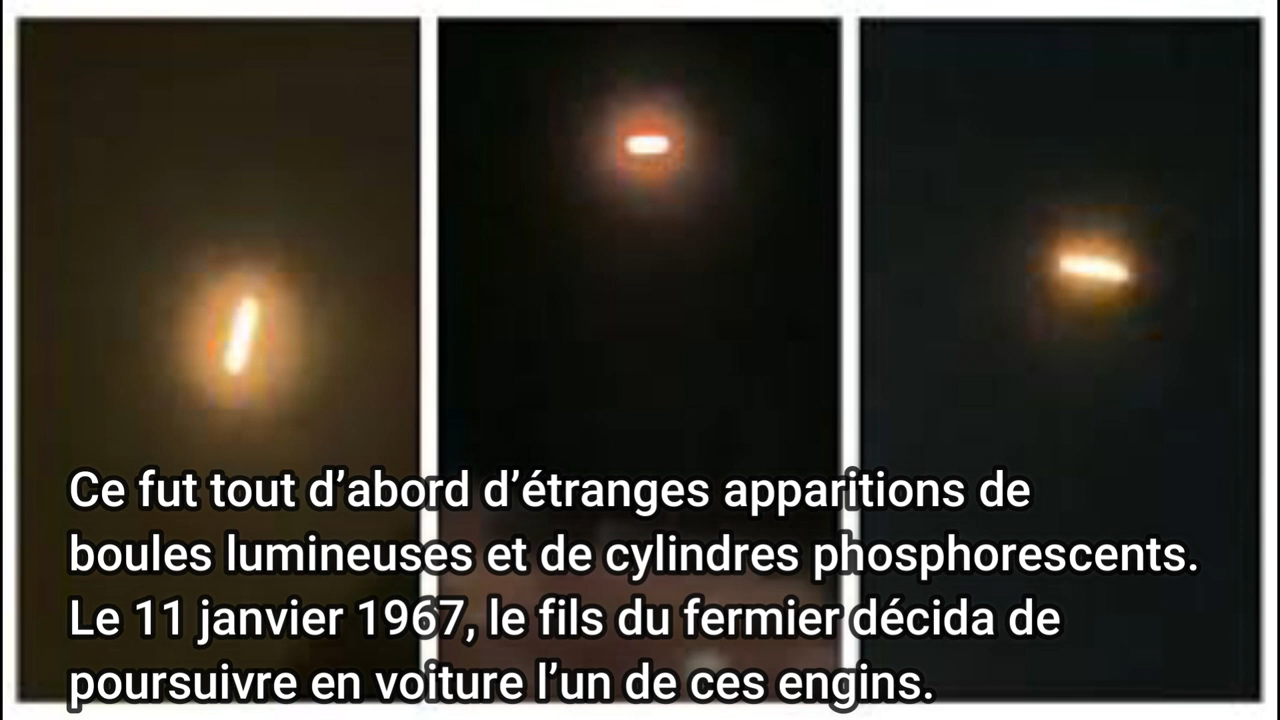 Ce fut tout d’abord d’étranges apparitions de
boules lumineuses et de cylindres phosphorescents.
Le 11 janvier 1967, le fils du fermier décida de
poursuivre en voiture l’un de ces engins.